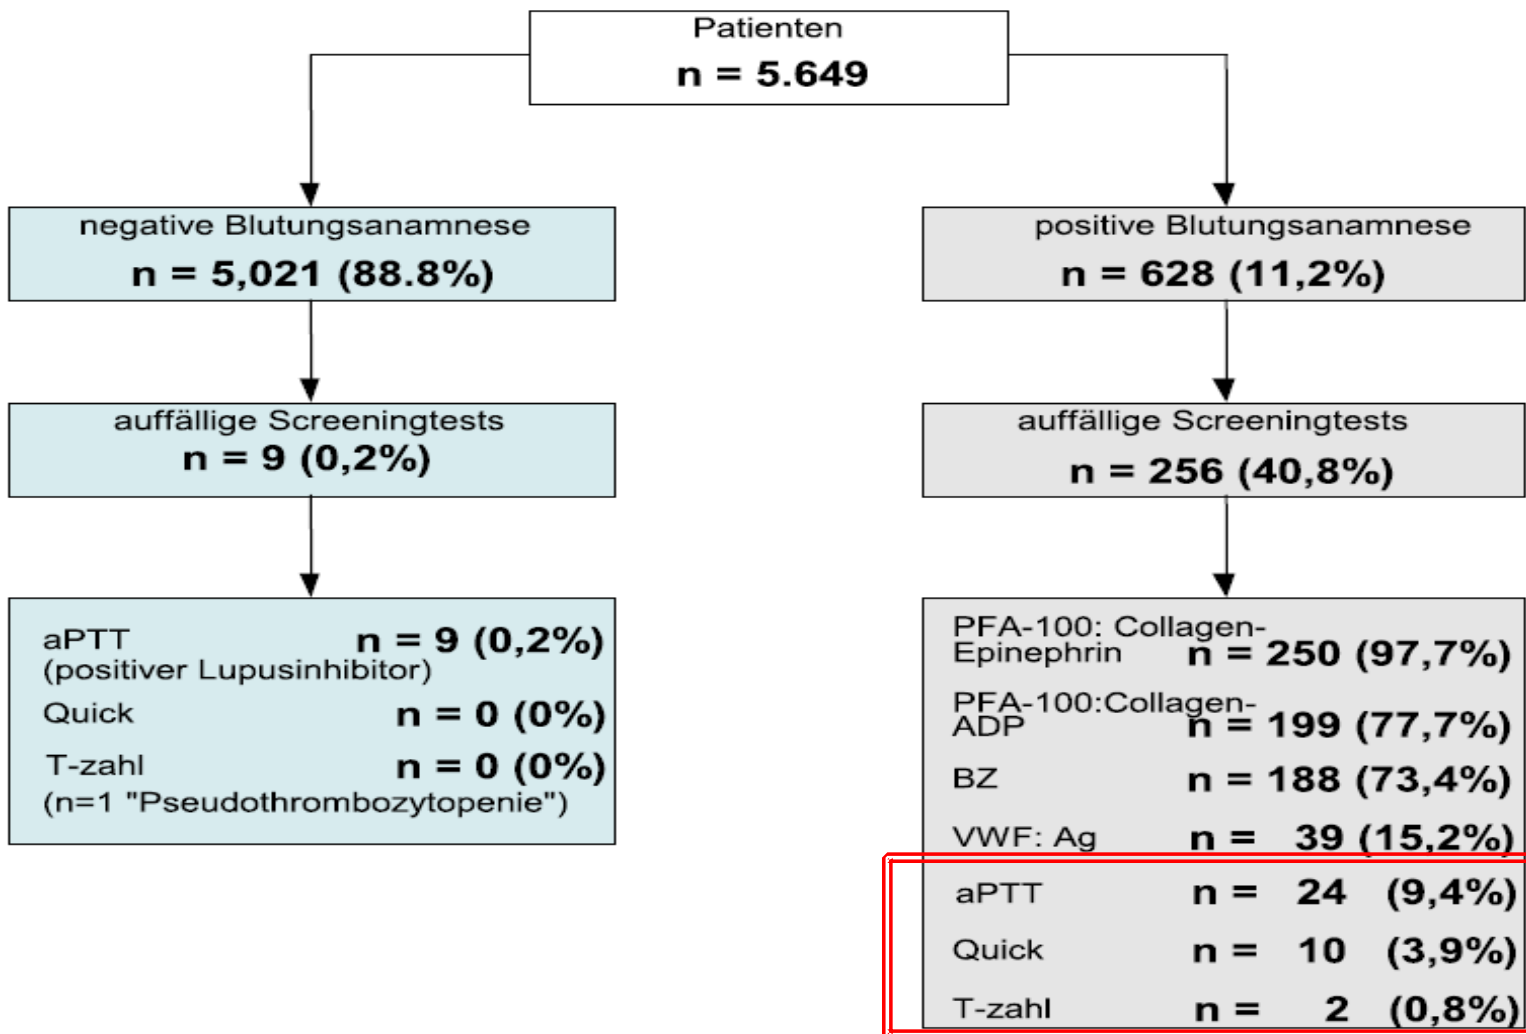 Patienten
n = 5.649
negative Blutungsanamnese
n = 5,021 (88.8%)
positive Blutungsanamnese
n = 628 (11,2%)
auffällige Screeningtests
n = 9 (0,2%)
auffällige Screeningtests
n = 256 (40,8%)
aPTT n = 9 (0,2%)
(positiver Lupusinhibitor)
Quick n = 0 (0%)
T-zahl n = 0 (0%)
(n=1 "Pseudothrombozytopenie")
PFA-100: Collagen-
Epinephrin n = 250 (97,7%)
PFA-100:Collagen-
ADP n = 199 (77,7%)
BZ n = 188 (73,4%)
VWF: Ag n = 39 (15,2%)
aPTT n = 24 (9,4%)
Quick n = 10 (3,9%)
T-zahl n = 2 (0,8%)